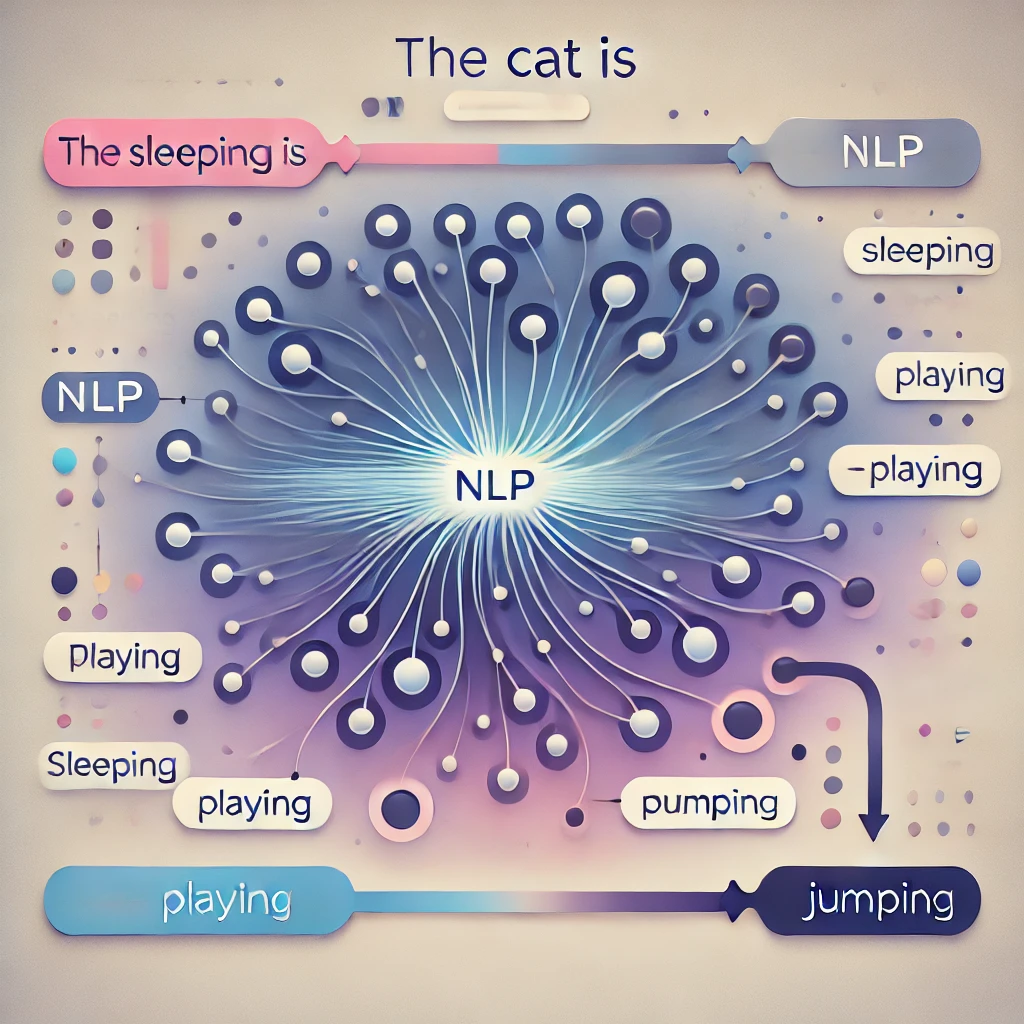 The cat is
The sleeping is
NLP
sleeping
playing
NLP
-playing
NLP
Playing
Sleeping
playing
pumping
playing
jumping